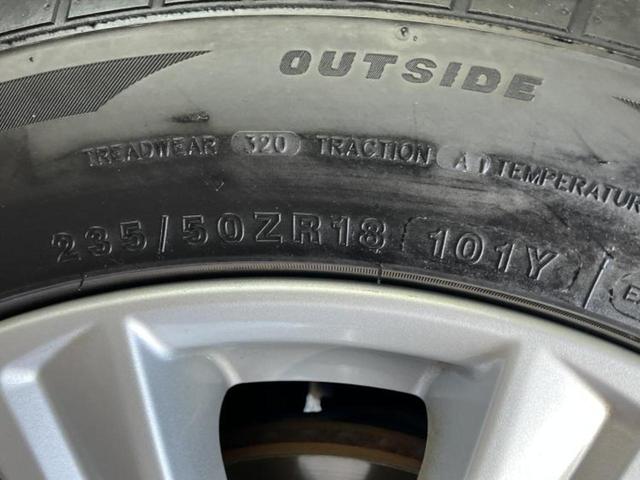 OUTSIDE
TREADWEAR 320 TRACTION A TEMPERATUR
235/50ZR18 101Y